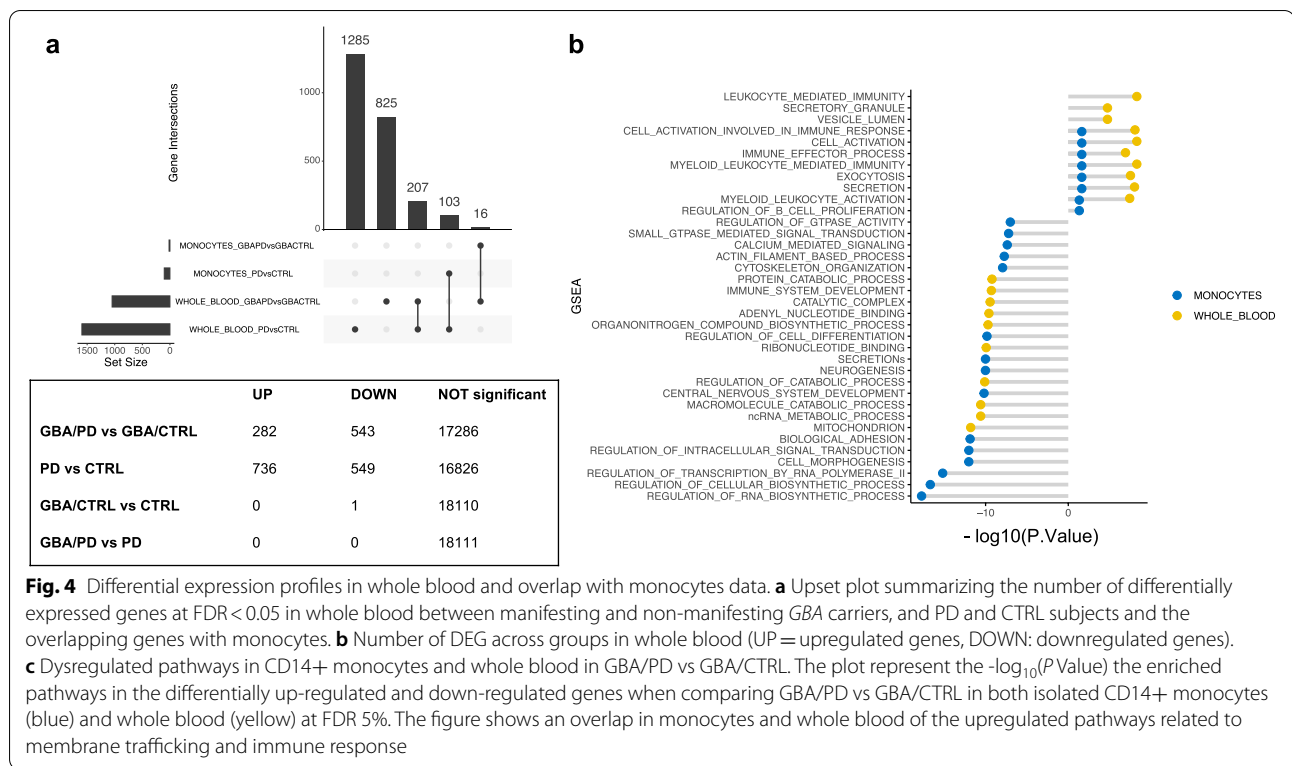 a
1285
825
207
103
16
1000
500
0
Gene Intersections
MONOCYTES_GBAPDvsGBACTRL
MONOCYTES_PDvsCTRL
WHOLE_BLOOD_GBAPDvsGBACTRL
WHOLE_BLOOD_PDvsCTRL
1500 1000 500 0
Set Size
UP DOWN NOT significant
GBA/PD vs GBA/CTRL 282 543 17286
PD vs CTRL 736 549 16826
GBA/CTRL vs CTRL 0 1 18110
GBA/PD vs PD 0 0 18111
b
GSEA
LEUKOCYTE_MEDIATED_IMMUNITY
SECRETORY_GRANULE
VESICLE_LUMEN
CELL_ACTIVATION_INVOLVED_IN_IMMUNE_RESPONSE
CELL_ACTIVATION
IMMUNE_EFFECTOR_PROCESS
MYELOID_LEUKOCYTE_MEDIATED_IMMUNITY
EXOCYTOSIS
SECRETION
MYELOID_LEUKOCYTE_ACTIVATION
REGULATION_OF_B_CELL_PROLIFERATION
REGULATION_OF_GTPASE_ACTIVITY
SMALL_GTPASE_MEDIATED_SIGNAL_TRANSDUCTION
CALCIUM_MEDIATED_SIGNALING
ACTIN_FILAMENT_BASED_PROCESS
CYTOSKELETON_ORGANIZATION
PROTEIN_CATABOLIC_PROCESS
IMMUNE_SYSTEM_DEVELOPMENT
CATALYTIC_COMPLEX
ADENYL_NUCLEOTIDE_BINDING
ORGANONITROGEN_COMPOUND_BIOSYNTHETIC_PROCESS
REGULATION_OF_CELL_DIFFERENTIATION
RIBONUCLEOTIDE_BINDING
SECRETIONs
NEUROGENESIS
REGULATION_OF_CATABOLIC_PROCESS
CENTRAL_NERVOUS_SYSTEM_DEVELOPMENT
MACROMOLECULE_CATABOLIC_PROCESS
ncRNA_METABOLIC_PROCESS
MITOCHONDRION
BIOLOGICAL_ADHESION
REGULATION_OF_INTRACELLULAR_SIGNAL_TRANSDUCTION
CELL_MORPHOGENESIS
REGULATION_OF_TRANSCRIPTION_BY_RNA_POLYMERASE_II
REGULATION_OF_CELLULAR_BIOSYNTHETIC_PROCESS
REGULATION_OF_RNA_BIOSYNTHETIC_PROCESS
−10 0
- log10(P.Value)
MONOCYTES
WHOLE_BLOOD
Fig. 4 Differential expression profiles in whole blood and overlap with monocytes data. a Upset plot summarizing the number of differentially
expressed genes at FDR < 0.05 in whole blood between manifesting and non-manifesting GBA carriers, and PD and CTRL subjects and the
overlapping genes with monocytes. b Number of DEG across groups in whole blood (UP = upregulated genes, DOWN: downregulated genes).
c Dysregulated pathways in CD14+ monocytes and whole blood in GBA/PD vs GBA/CTRL. The plot represent the -log10(P Value) the enriched
pathways in the differentially up-regulated and down-regulated genes when comparing GBA/PD vs GBA/CTRL in both isolated CD14+ monocytes
(blue) and whole blood (yellow) at FDR 5%. The figure shows an overlap in monocytes and whole blood of the upregulated pathways related to
membrane trafficking and immune response